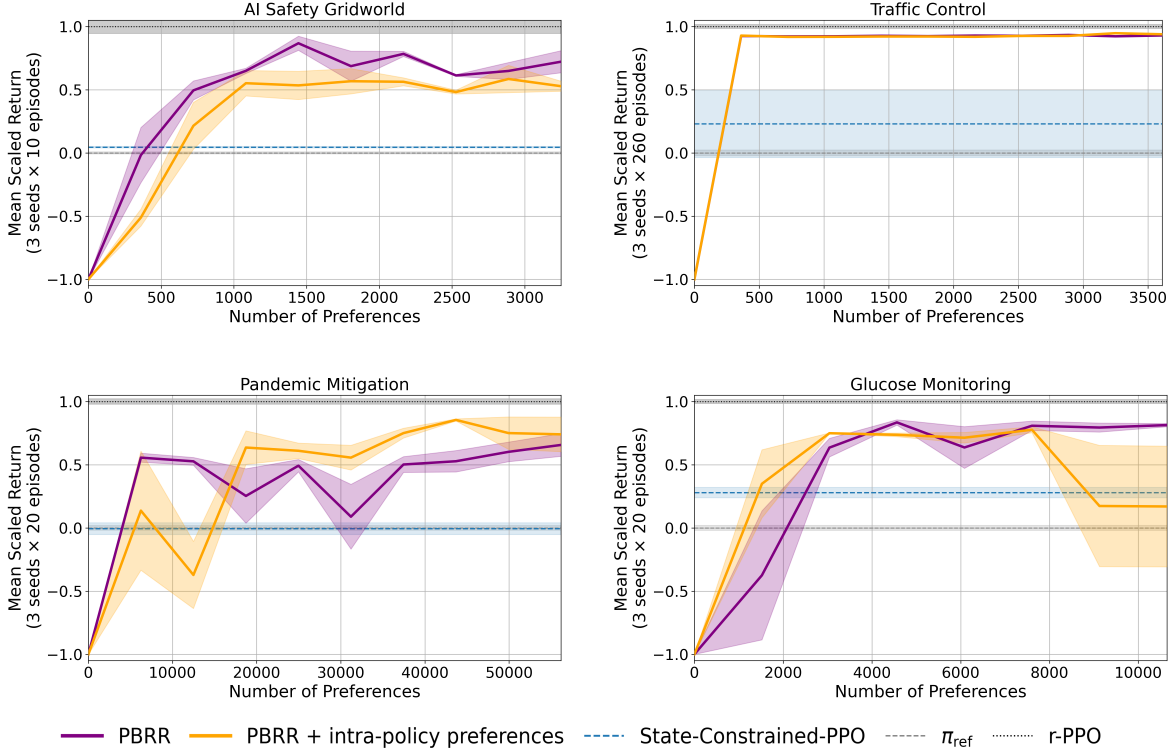 AI Safety Gridworld
Mean Scaled Return
(3 seeds × 10 episodes)
1.0
0.5
0.0
−0.5
−1.0
0 500 1000 1500 2000 2500 3000
Number of Preferences
Traffic Control
Mean Scaled Return
(3 seeds × 260 episodes)
1.0
0.5
0.0
−0.5
−1.0
0 500 1000 1500 2000 2500 3000 3500
Number of Preferences
Pandemic Mitigation
Mean Scaled Return
(3 seeds × 20 episodes)
1.0
0.5
0.0
−0.5
−1.0
0 10000 20000 30000 40000 50000
Number of Preferences
Glucose Monitoring
Mean Scaled Return
(3 seeds × 20 episodes)
1.0
0.5
0.0
−0.5
−1.0
0 2000 4000 6000 8000 10000
Number of Preferences
PBRR PBRR + intra-policy preferences State-Constrained-PPO π_ref r-PPO